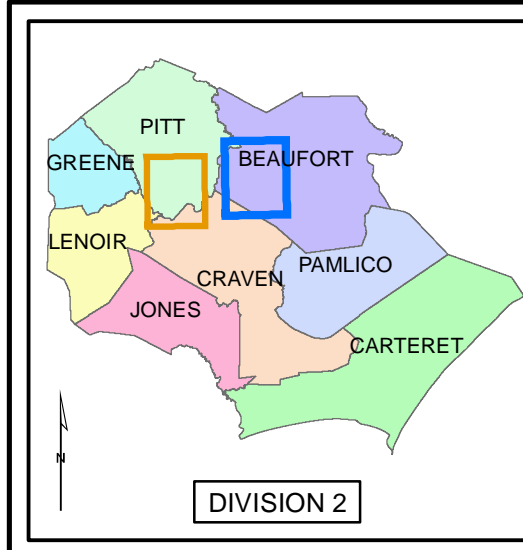 PITT
GREENE
BEAUFORT
LENOIR
PAMLICO
CRAVEN
JONES
CARTERET
N
DIVISION 2